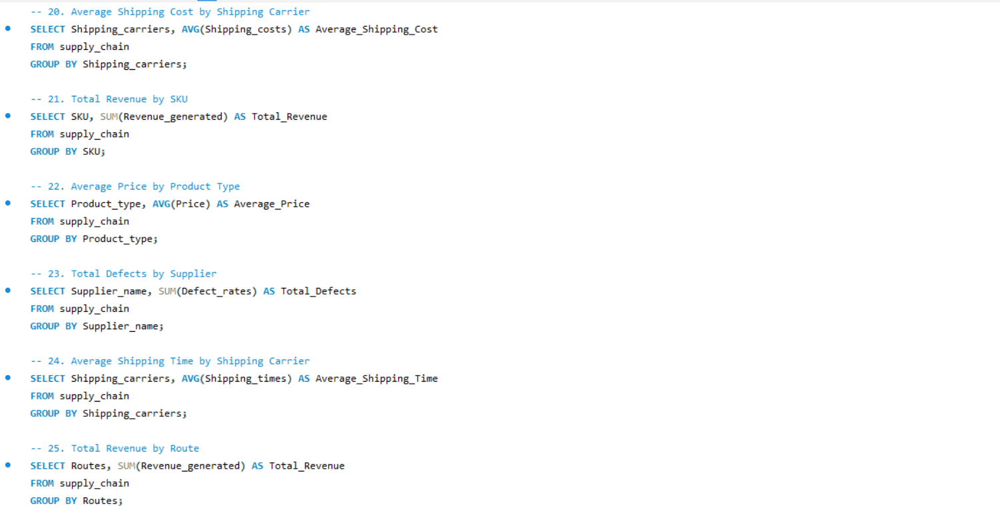 -- 20. Average Shipping Cost by Shipping Carrier
SELECT Shipping_carriers, AVG(Shipping_costs) AS Average_Shipping_Cost
FROM supply_chain
GROUP BY Shipping_carriers;
-- 21. Total Revenue by SKU
SELECT SKU, SUM(Revenue_generated) AS Total_Revenue
FROM supply_chain
GROUP BY SKU;
-- 22. Average Price by Product Type
SELECT Product_type, AVG(Price) AS Average_Price
FROM supply_chain
GROUP BY Product_type;
-- 23. Total Defects by Supplier
SELECT Supplier_name, SUM(Defect_rates) AS Total_Defects
FROM supply_chain
GROUP BY Supplier_name;
-- 24. Average Shipping Time by Shipping Carrier
SELECT Shipping_carriers, AVG(Shipping_times) AS Average_Shipping_Time
FROM supply_chain
GROUP BY Shipping_carriers;
-- 25. Total Revenue by Route
SELECT Routes, SUM(Revenue_generated) AS Total_Revenue
FROM supply_chain
GROUP BY Routes;